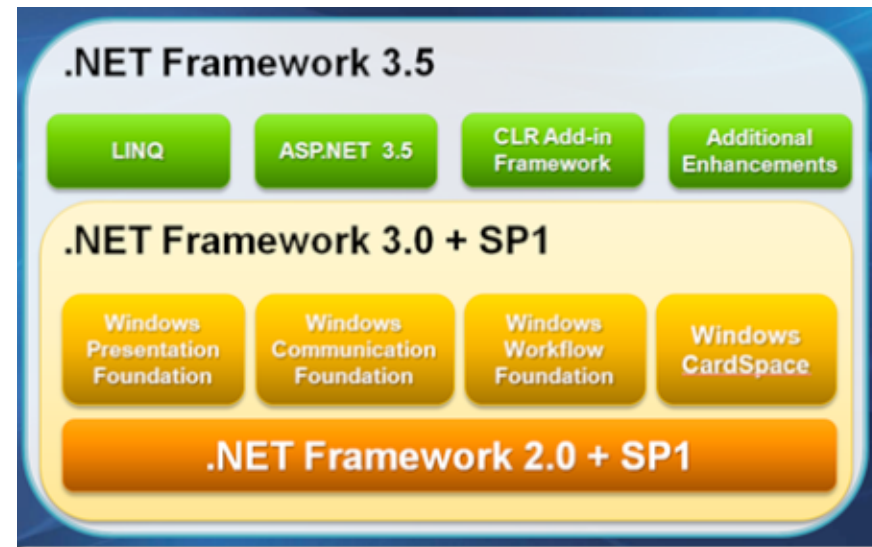 .NET Framework 3.5
LINQ
ASP.NET 3.5
CLR Add-in
Framework
Additional
Enhancements
.NET Framework 3.0 + SP1
Windows
Presentation
Foundation
Windows
Communication
Foundation
Windows
Workflow
Foundation
Windows
CardSpace
.NET Framework 2.0 + SP1